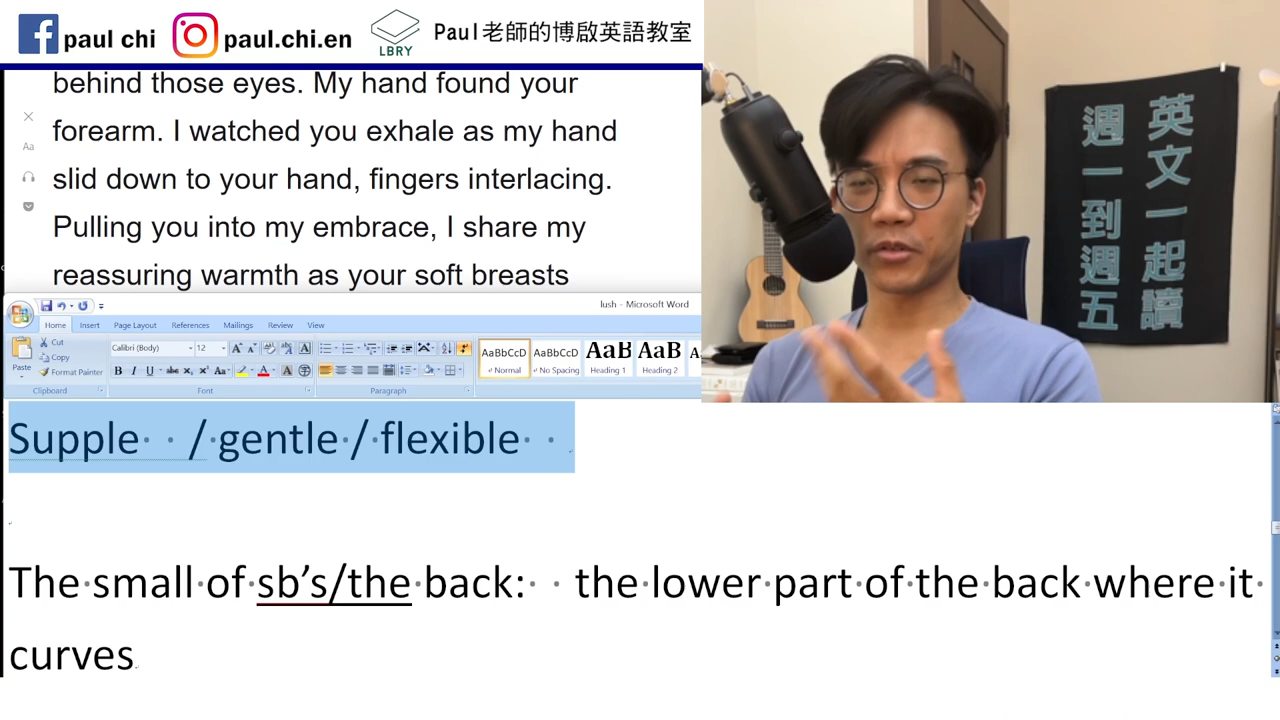 paul chi paul.chi.en LBRY Paul老師的博啟英語教室
behind those eyes. My hand found your
forearm. I watched you exhale as my hand
slid down to your hand, fingers interlacing.
Pulling you into my embrace, I share my
reassuring warmth as your soft breasts
Aa
lush - Microsoft Word
Home Insert Page Layout References Mailings Review View
Paste Cut Copy Format Painter
Calibri (Body) 12
AaBbCcD AaBbCcD AaBb AaBb
Normal No Spacing Heading 1 Heading 2
Clipboard Font Paragraph
Supple / gentle / flexible
The small of sb’s/the back: the lower part of the back where it
curves
英文一起讀
週一到週五